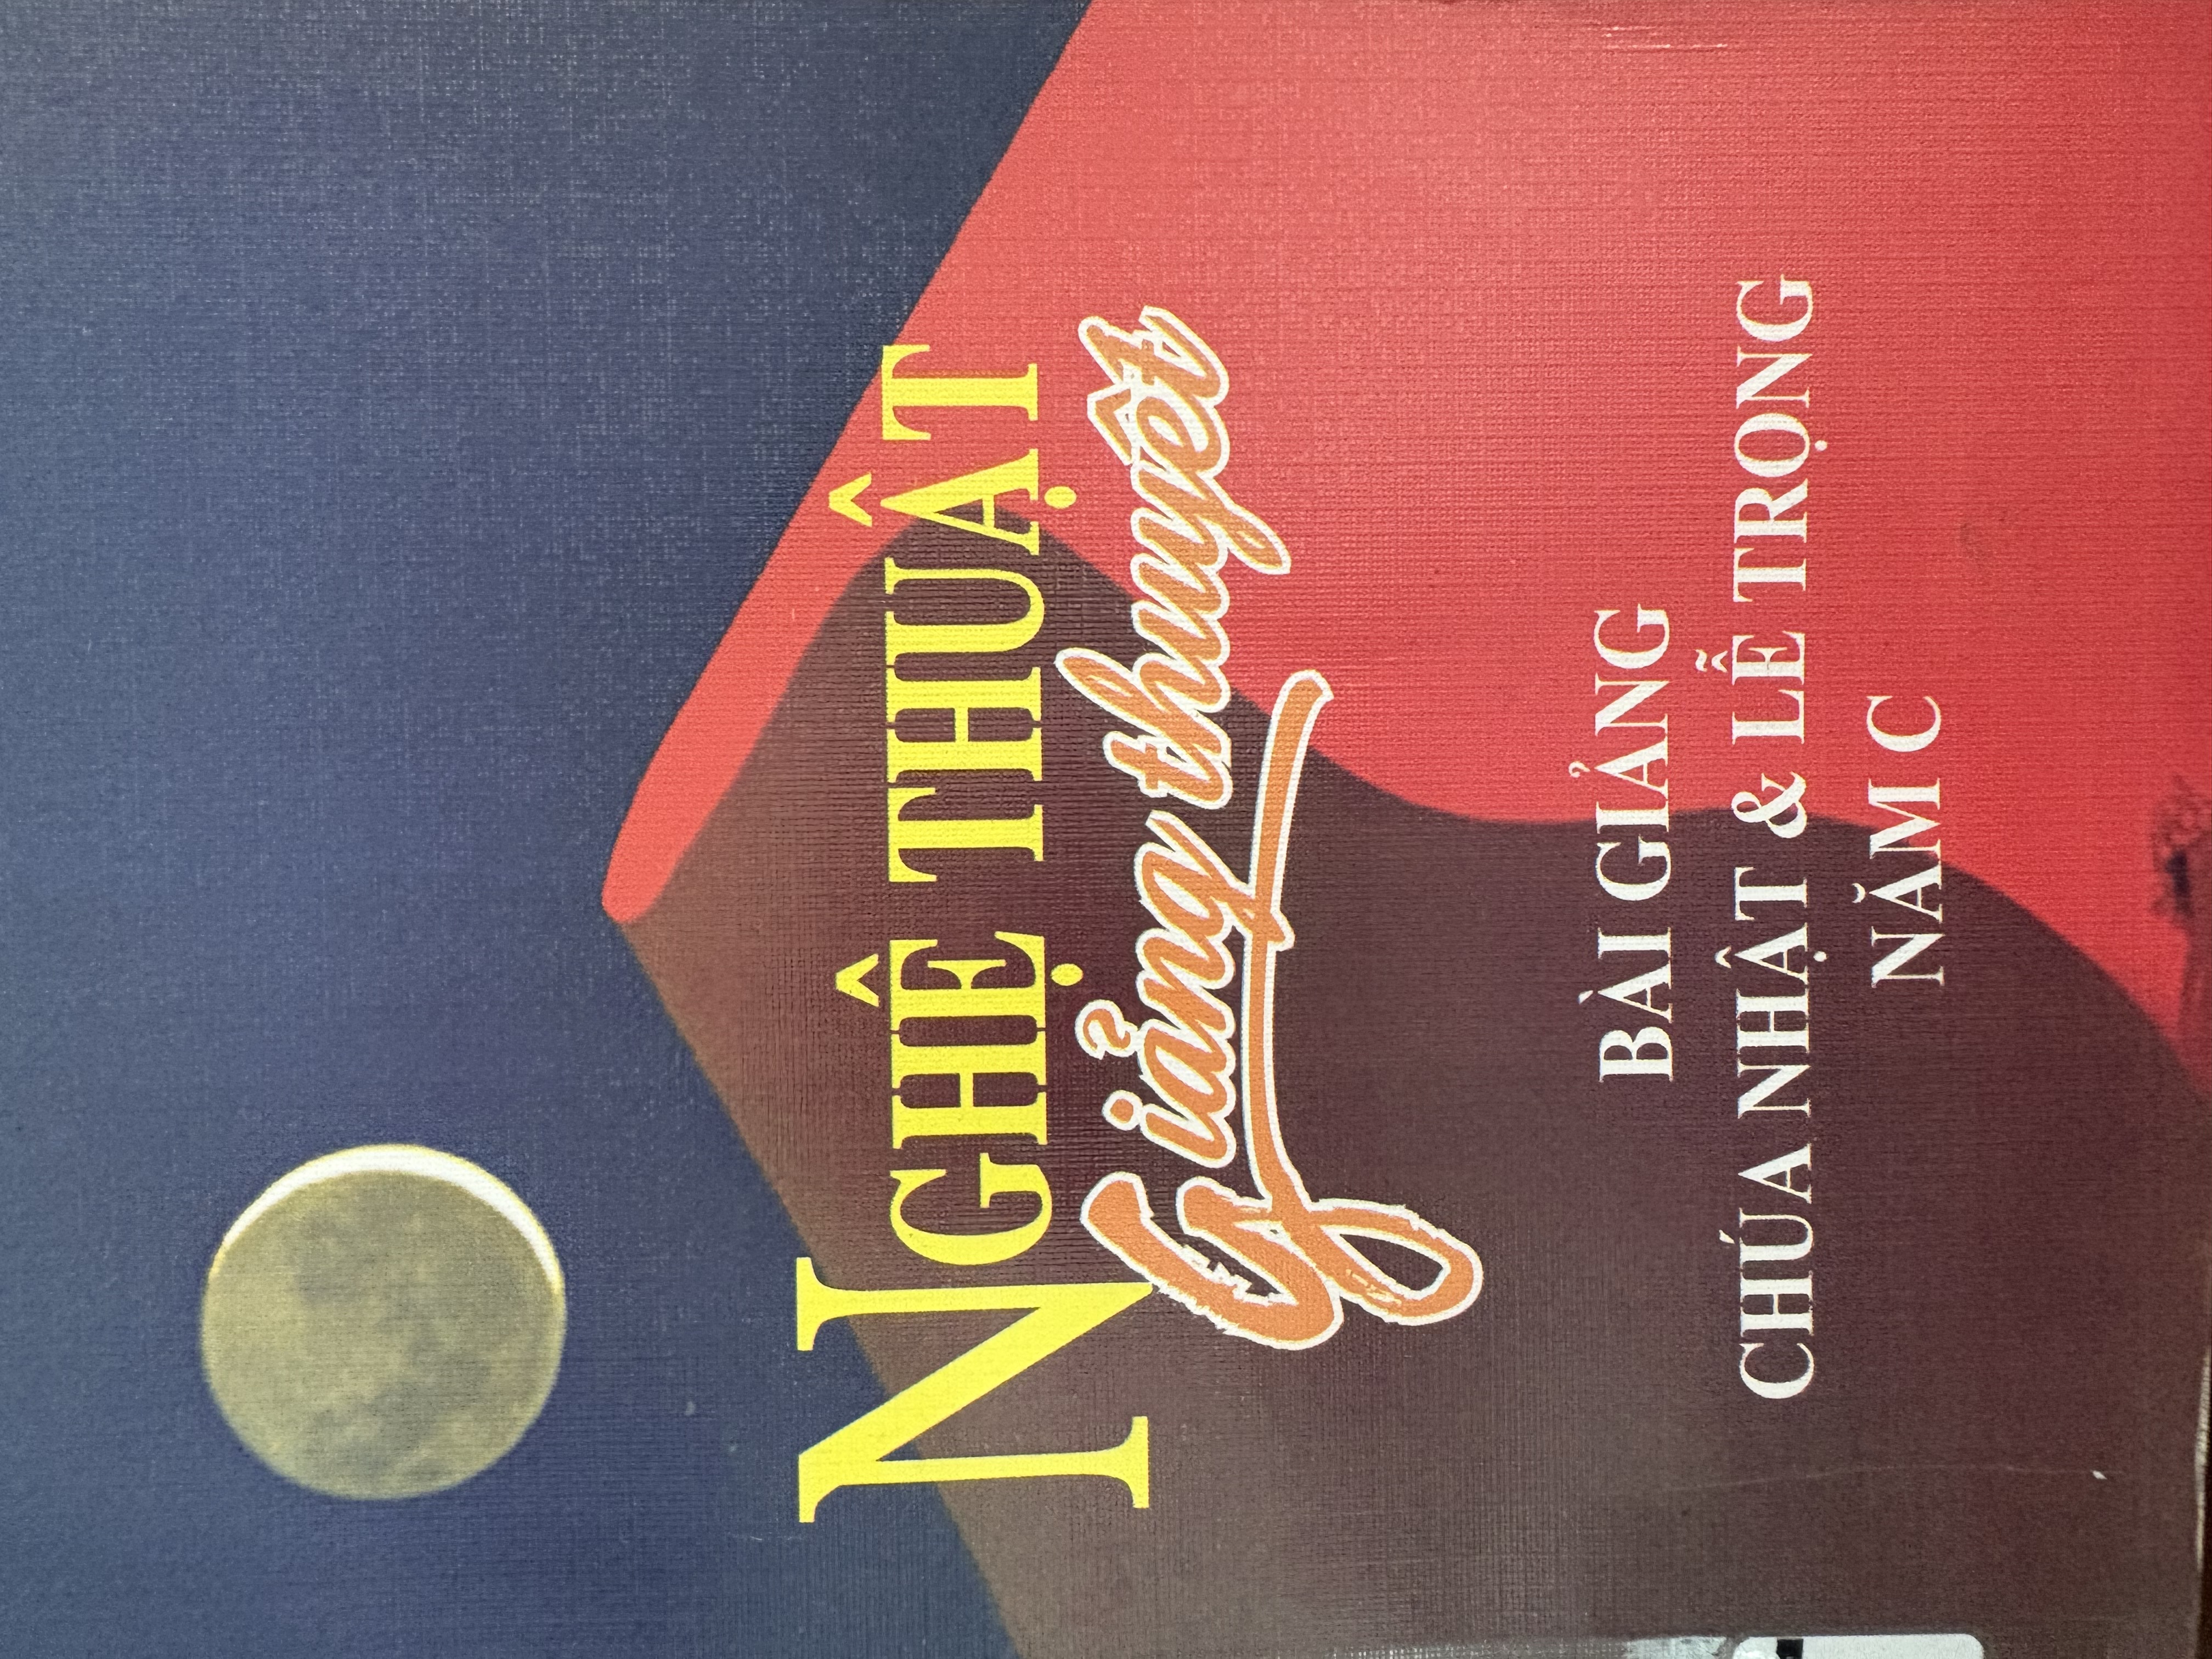 NGHỆ THUẬT
Giảng thuyết
BÀI GIẢNG
CHÚA NHẬT & LỄ TRỌNG
NĂM C